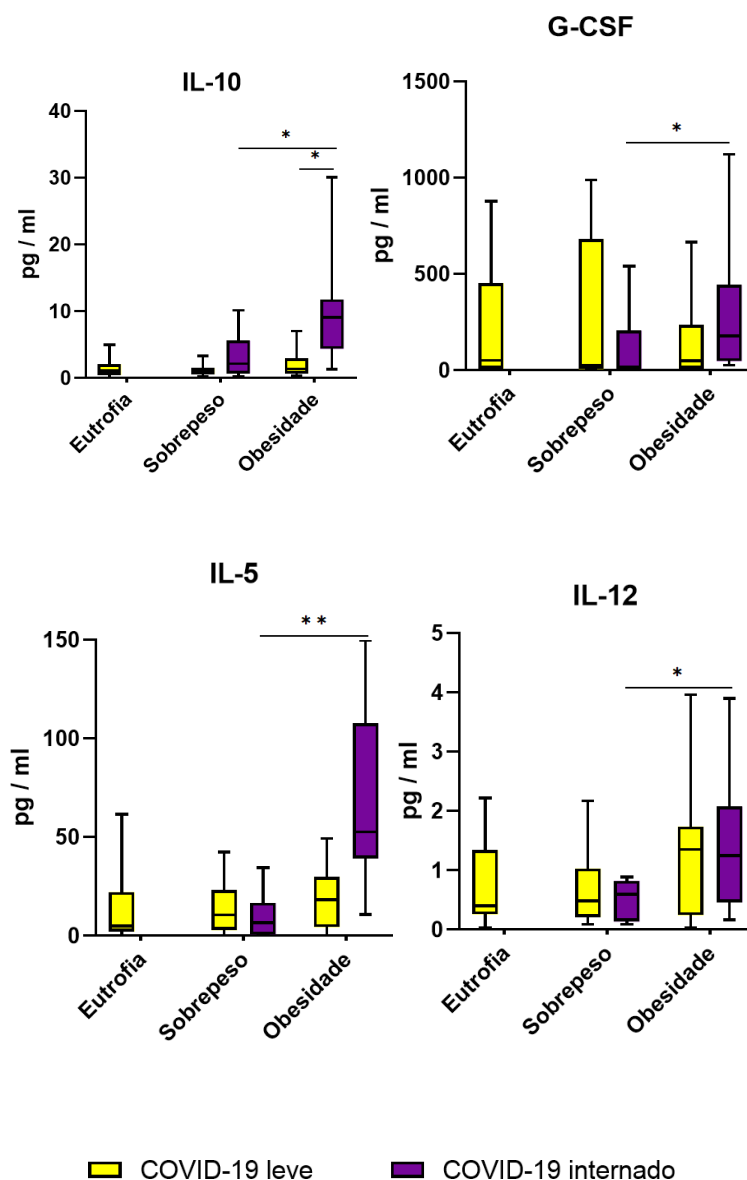 G-CSF
IL-10
pg / ml
40
30
20
10
0
*
*
Eutrofia
Sobrepeso
Obesidade
pg / ml
1500
1000
500
0
*
Eutrofia
Sobrepeso
Obesidade
IL-5
pg / ml
150
100
50
0
**
Eutrofia
Sobrepeso
Obesidade
IL-12
pg / ml
5
4
3
2
1
0
*
Eutrofia
Sobrepeso
Obesidade
COVID-19 leve
COVID-19 internado